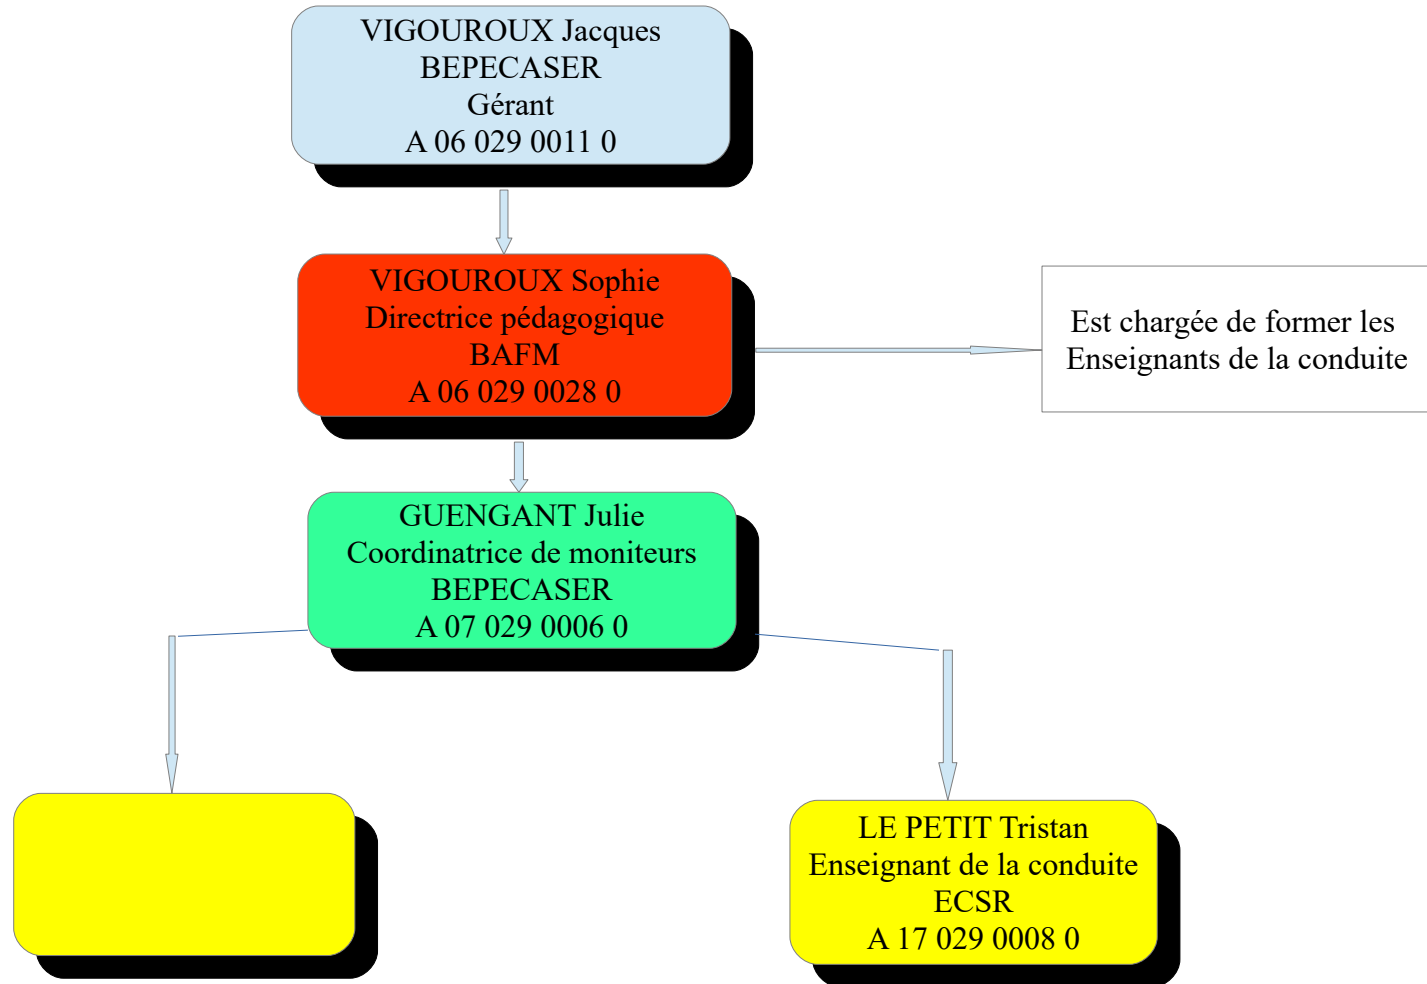 VIGOUROUX Jacques
BEPECASER
Gérant
A 06 029 0011 0
VIGOUROUX Sophie
Directrice pédagogique
BAFM
A 06 029 0028 0
Est chargée de former les
Enseignants de la conduite
GUENGANT Julie
Coordinatrice de moniteurs
BEPECASER
A 07 029 0006 0
LE PETIT Tristan
Enseignant de la conduite
ECSR
A 17 029 0008 0